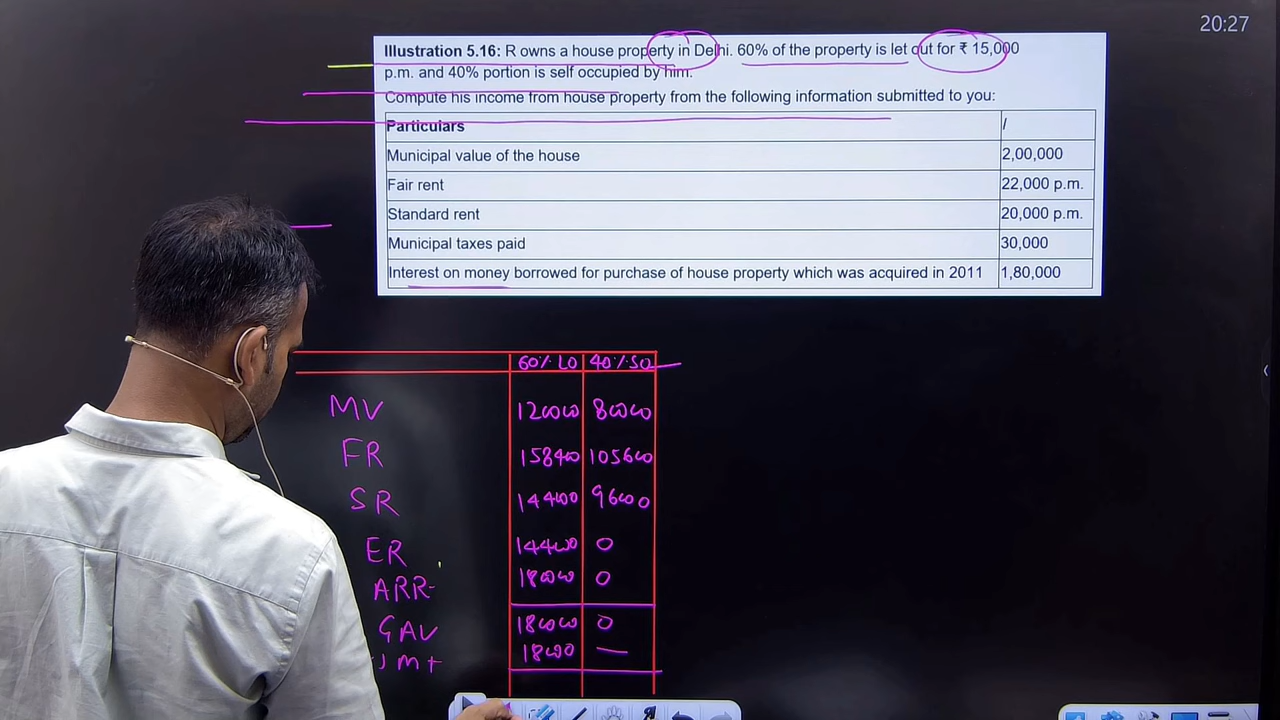 20:27
Illustration 5.16: R owns a house property in Delhi. 60% of the property is let out for ₹ 15,000
p.m. and 40% portion is self occupied by him.
Compute his income from house property from the following information submitted to you:
Particulars /
Municipal value of the house 2,00,000
Fair rent 22,000 p.m.
Standard rent 20,000 p.m.
Municipal taxes paid 30,000
Interest on money borrowed for purchase of house property which was acquired in 2011 1,80,000
60% LO 40% SO
MV 120000 80000
FR 158400 105600
SR 144000 96000
ER 144000 0
ARR 180000 0
GAV 180000 0
mt 18000 —